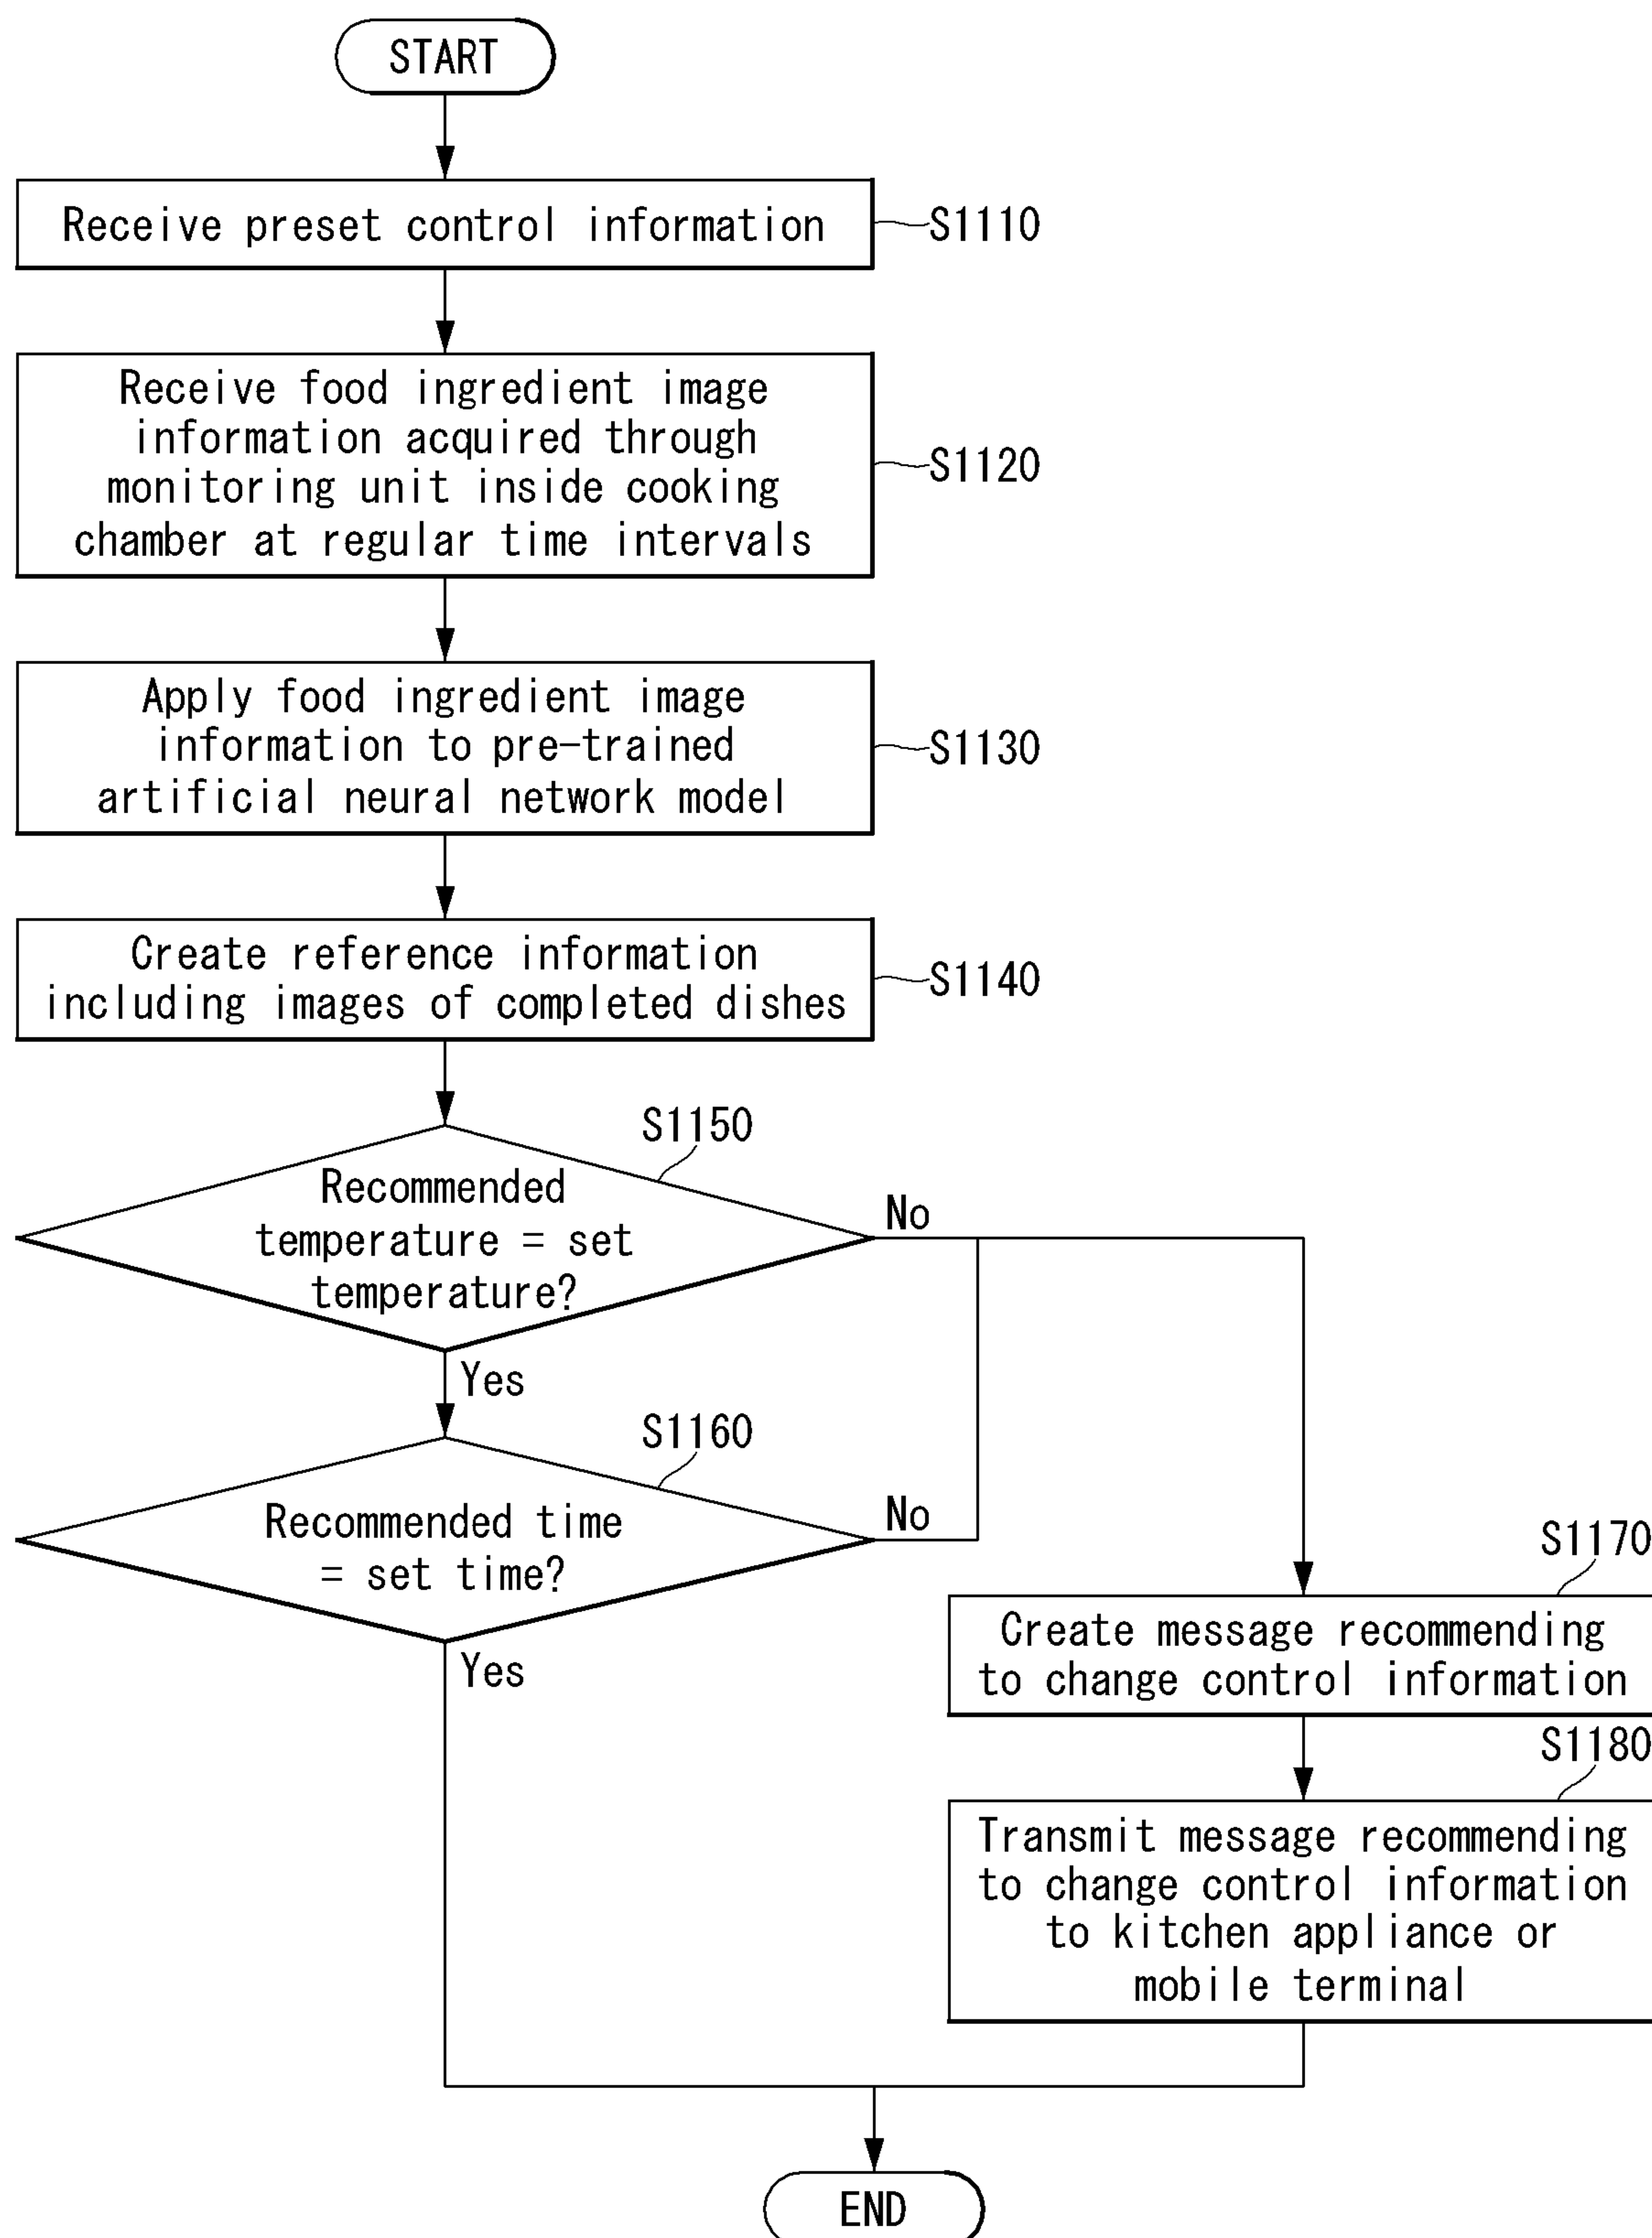 START
Receive preset control information
S1110
Receive food ingredient image
information acquired through
monitoring unit inside cooking
chamber at regular time intervals
S1120
Apply food ingredient image
information to pre-trained
artificial neural network model
S1130
Create reference information
including images of completed dishes
S1140
S1150
Recommended
temperature = set
temperature?
No
Yes
S1160
Recommended time
= set time?
No
Yes
S1170
Create message recommending
to change control information
S1180
Transmit message recommending
to change control information
to kitchen appliance or
mobile terminal
END